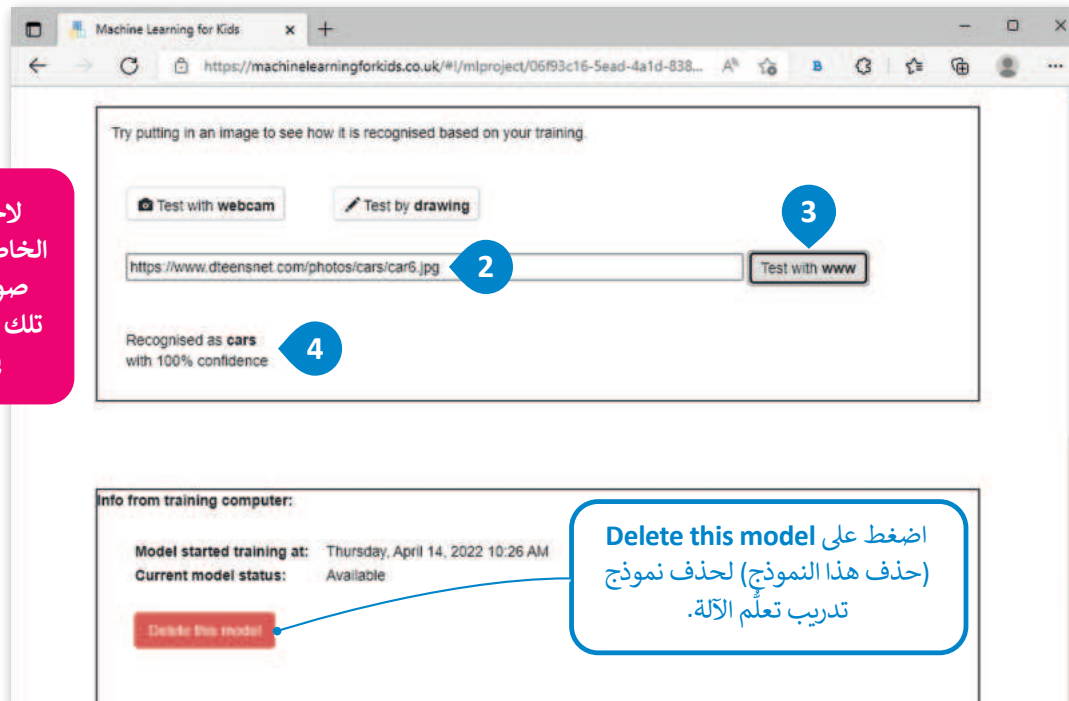 Machine Learning for Kids
https://machinelearningforkids.co.uk/#!/mlproject/06f93c16-5ead-4a1d-838...
Try putting in an image to see how it is recognised based on your training.
Test with webcam
Test by drawing
3
https://www.dteensnet.com/photos/cars/car6.jpg
2
Test with www
Recognised as cars
with 100% confidence
4
تلك
Info from training computer:
Model started training at: Thursday, April 14, 2022 10:26 AM
Current model status: Available
Delete this model
اضغط على Delete this model
(حذف هذا النموذج) لحذف نموذج
تدريب تعلُّم الآلة.